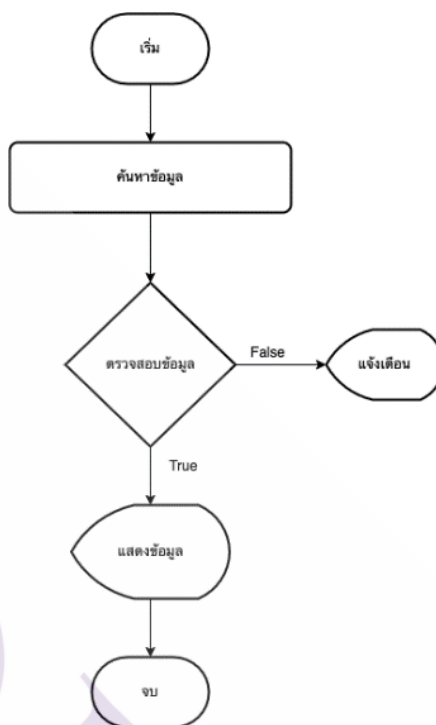 เริ่ม
ค้นหาข้อมูล
ตรวจสอบข้อมูล
False
แจ้งเตือน
True
แสดงข้อมูล
จบ